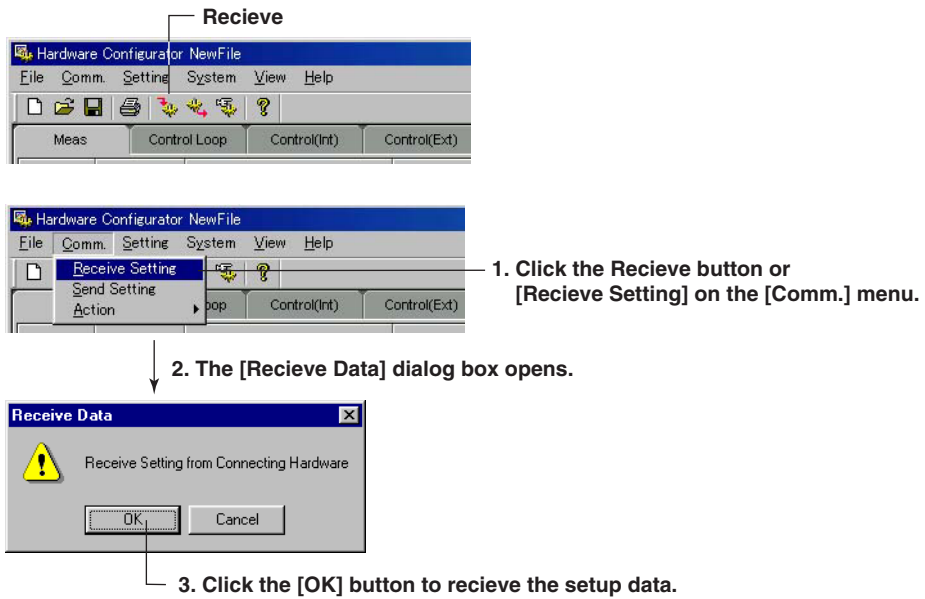 Recieve
Hardware Configurator NewFile
File Comm. Setting System View Help
Meas Control Loop Control(Int) Control(Ext)
Hardware Configurator NewFile
File Comm. Setting System View Help
Receive Setting
Send Setting
Action
oop Control(Int) Control(Ext)
1. Click the Recieve button or
[Recieve Setting] on the [Comm.] menu.
2. The [Recieve Data] dialog box opens.
Receive Data
Receive Setting from Connecting Hardware
OK Cancel
3. Click the [OK] button to recieve the setup data.